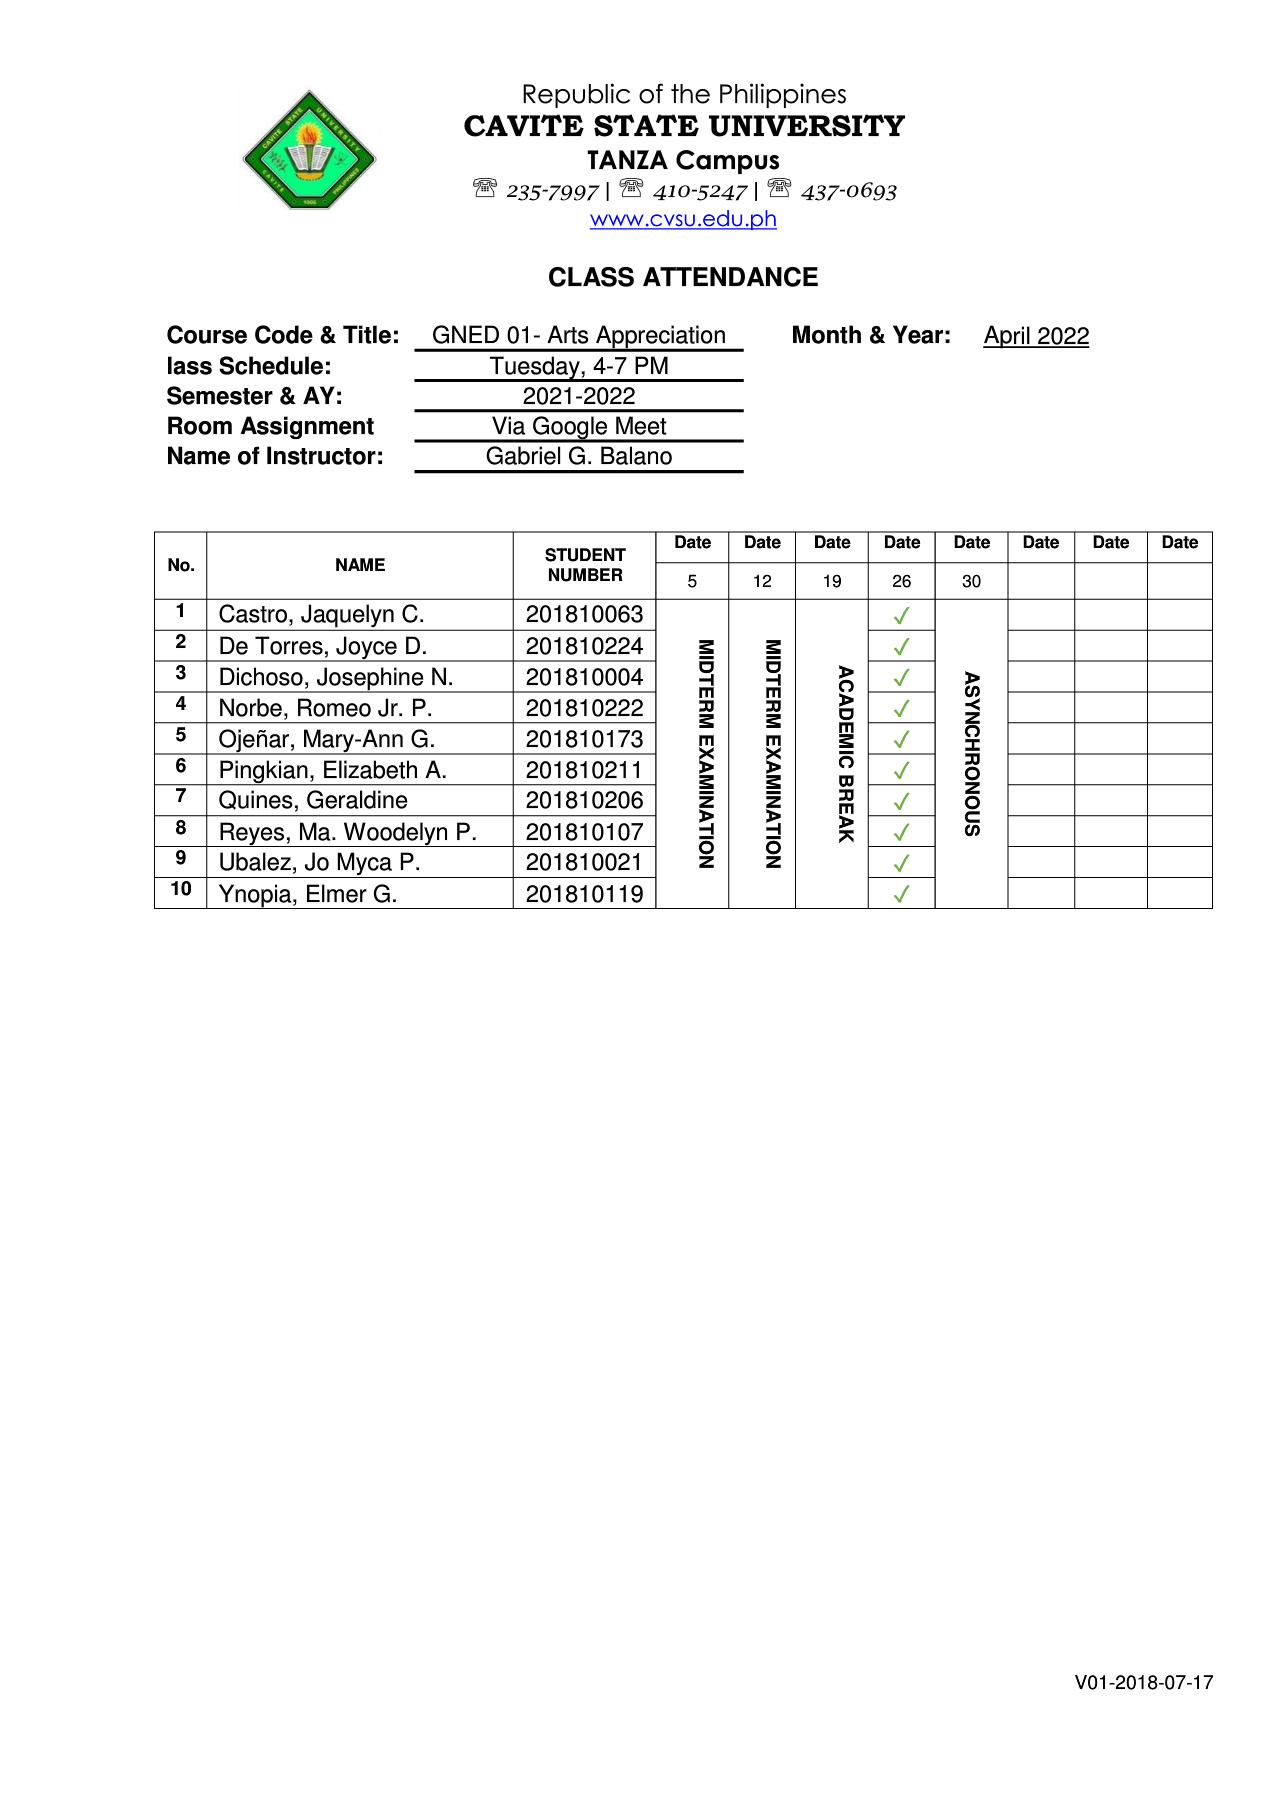 Republic of the Philippines
CAVITE STATE UNIVERSITY
TANZA Campus
☏ 235-7997 | ☏ 410-5247 | ☏ 437-0693
www.cvsu.edu.ph
CAVITE STATE UNIVERSITY
CAVITE PHILIPPINES
1906
CLASS ATTENDANCE
Course Code & Title: GNED 01- Arts Appreciation Month & Year: April 2022
lass Schedule: Tuesday, 4-7 PM
Semester & AY: 2021-2022
Room Assignment Via Google Meet
Name of Instructor: Gabriel G. Balano
No. NAME STUDENT NUMBER Date Date Date Date Date Date Date Date
5 12 19 26 30
1 Castro, Jaquelyn C. 201810063 ✓
2 De Torres, Joyce D. 201810224 ✓
3 Dichoso, Josephine N. 201810004 ✓
4 Norbe, Romeo Jr. P. 201810222 ✓
5 Ojeñar, Mary-Ann G. 201810173 ✓
6 Pingkian, Elizabeth A. 201810211 ✓
7 Quines, Geraldine 201810206 ✓
8 Reyes, Ma. Woodelyn P. 201810107 ✓
9 Ubalez, Jo Myca P. 201810021 ✓
10 Ynopia, Elmer G. 201810119 ✓
MIDTERM EXAMINATION
MIDTERM EXAMINATION
ACADEMIC BREAK
ASYNCHRONOUS
V01-2018-07-17